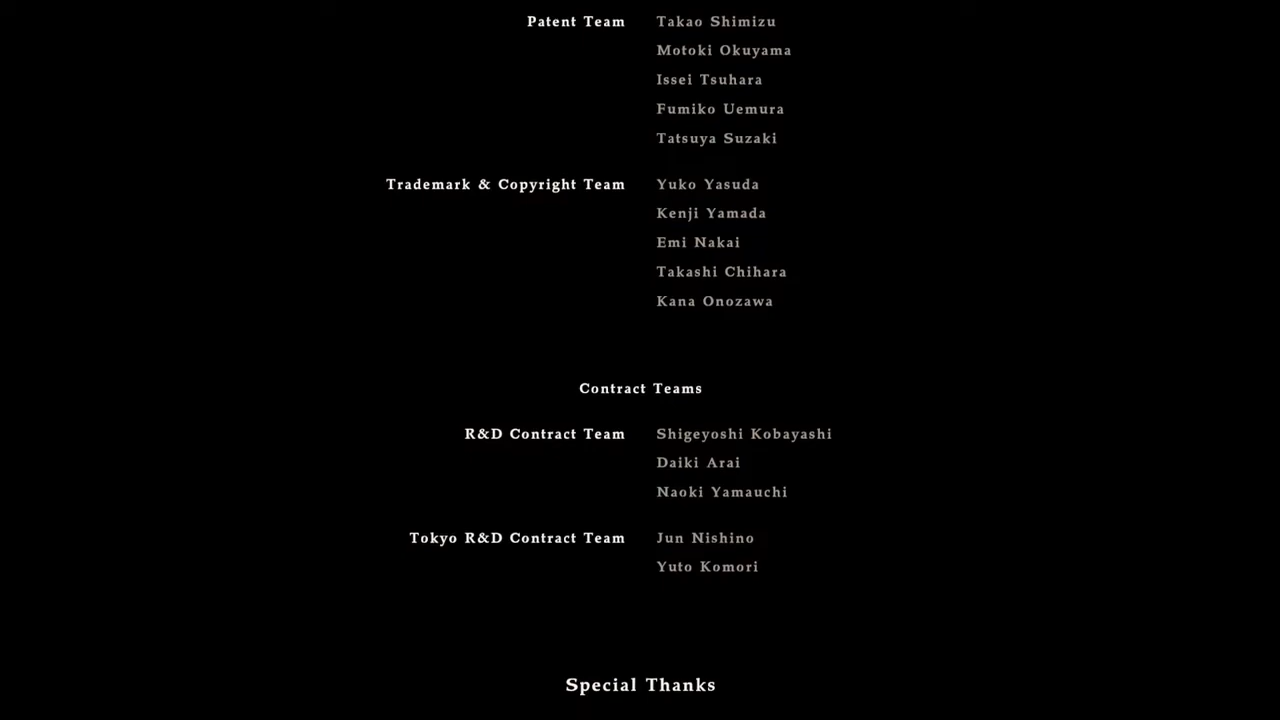 Patent Team Takao Shimizu
Motoki Okuyama
Issei Tsuhara
Fumiko Uemura
Tatsuya Suzaki
Trademark & Copyright Team Yuko Yasuda
Kenji Yamada
Emi Nakai
Takashi Chihara
Kana Onozawa
Contract Teams
R&D Contract Team Shigeyoshi Kobayashi
Daiki Arai
Naoki Yamauchi
Tokyo R&D Contract Team Jun Nishino
Yuto Komori
Special Thanks